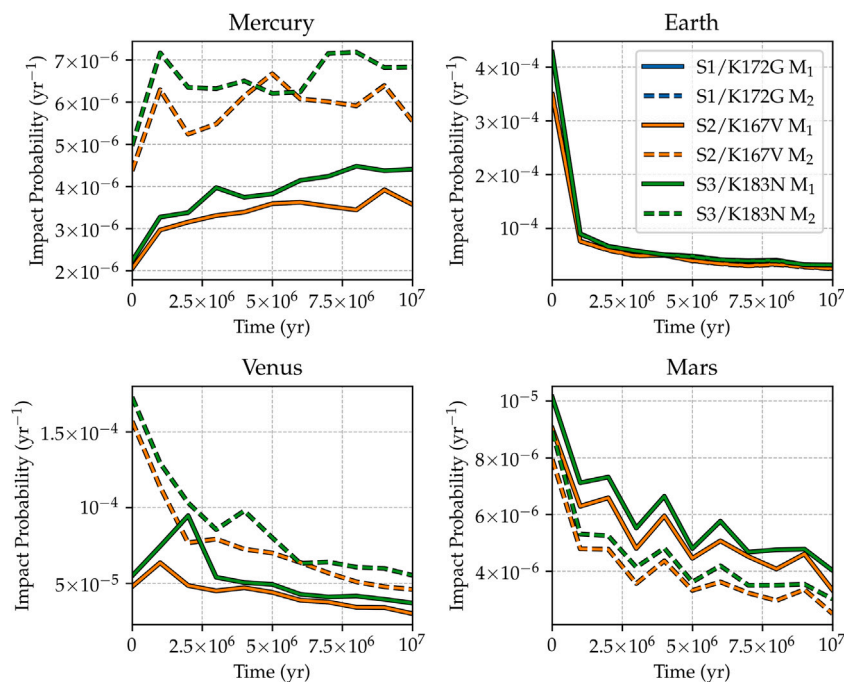 Mercury
Impact Probability (yr⁻¹)
7×10⁻⁶
6×10⁻⁶
5×10⁻⁶
4×10⁻⁶
3×10⁻⁶
2×10⁻⁶
0
2.5×10⁶
5×10⁶
7.5×10⁶
10⁷
Time (yr)
Earth
Impact Probability (yr⁻¹)
4×10⁻⁴
3×10⁻⁴
2×10⁻⁴
10⁻⁴
S1/K172G M₁
S1/K172G M₂
S2/K167V M₁
S2/K167V M₂
S3/K183N M₁
S3/K183N M₂
0
2.5×10⁶
5×10⁶
7.5×10⁶
10⁷
Time (yr)
Venus
Impact Probability (yr⁻¹)
1.5×10⁻⁴
10⁻⁴
5×10⁻⁵
0
2.5×10⁶
5×10⁶
7.5×10⁶
10⁷
Time (yr)
Mars
Impact Probability (yr⁻¹)
10⁻⁵
8×10⁻⁶
6×10⁻⁶
4×10⁻⁶
0
2.5×10⁶
5×10⁶
7.5×10⁶
10⁷
Time (yr)